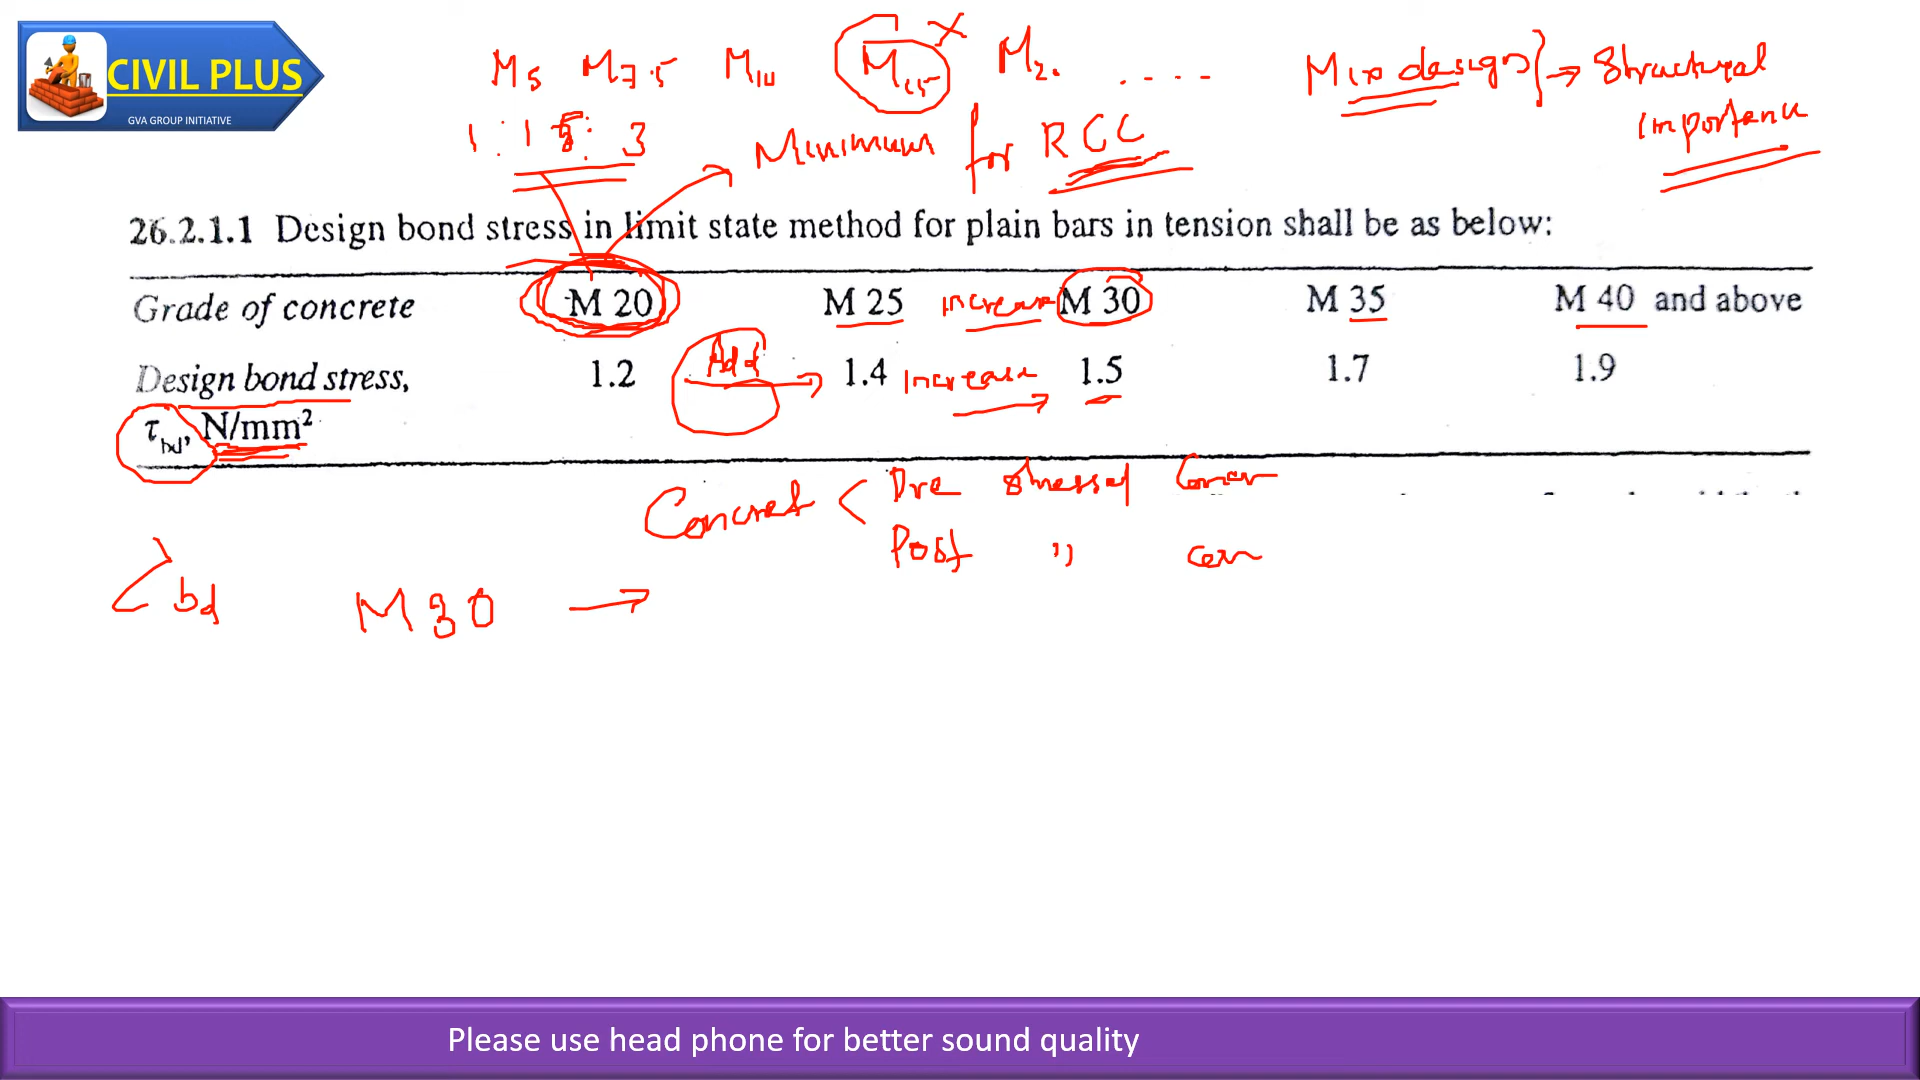 CIVIL PLUS
GVA GROUP INITIATIVE
M5 M7.5 M10 M15 x M20 .... Mix design } → Structural
importance
1 : 1.5 : 3 Minimum for RCC
26.2.1.1 Design bond stress in limit state method for plain bars in tension shall be as below:
Grade of concrete M 20 M 25 increase M 30 M 35 M 40 and above
Design bond stress, 1.2 Add → 1.4 increase → 1.5 1.7 1.9
τbd, N/mm²
Concret < Pre stressed
Post "
bd M30 →
Please use head phone for better sound quality